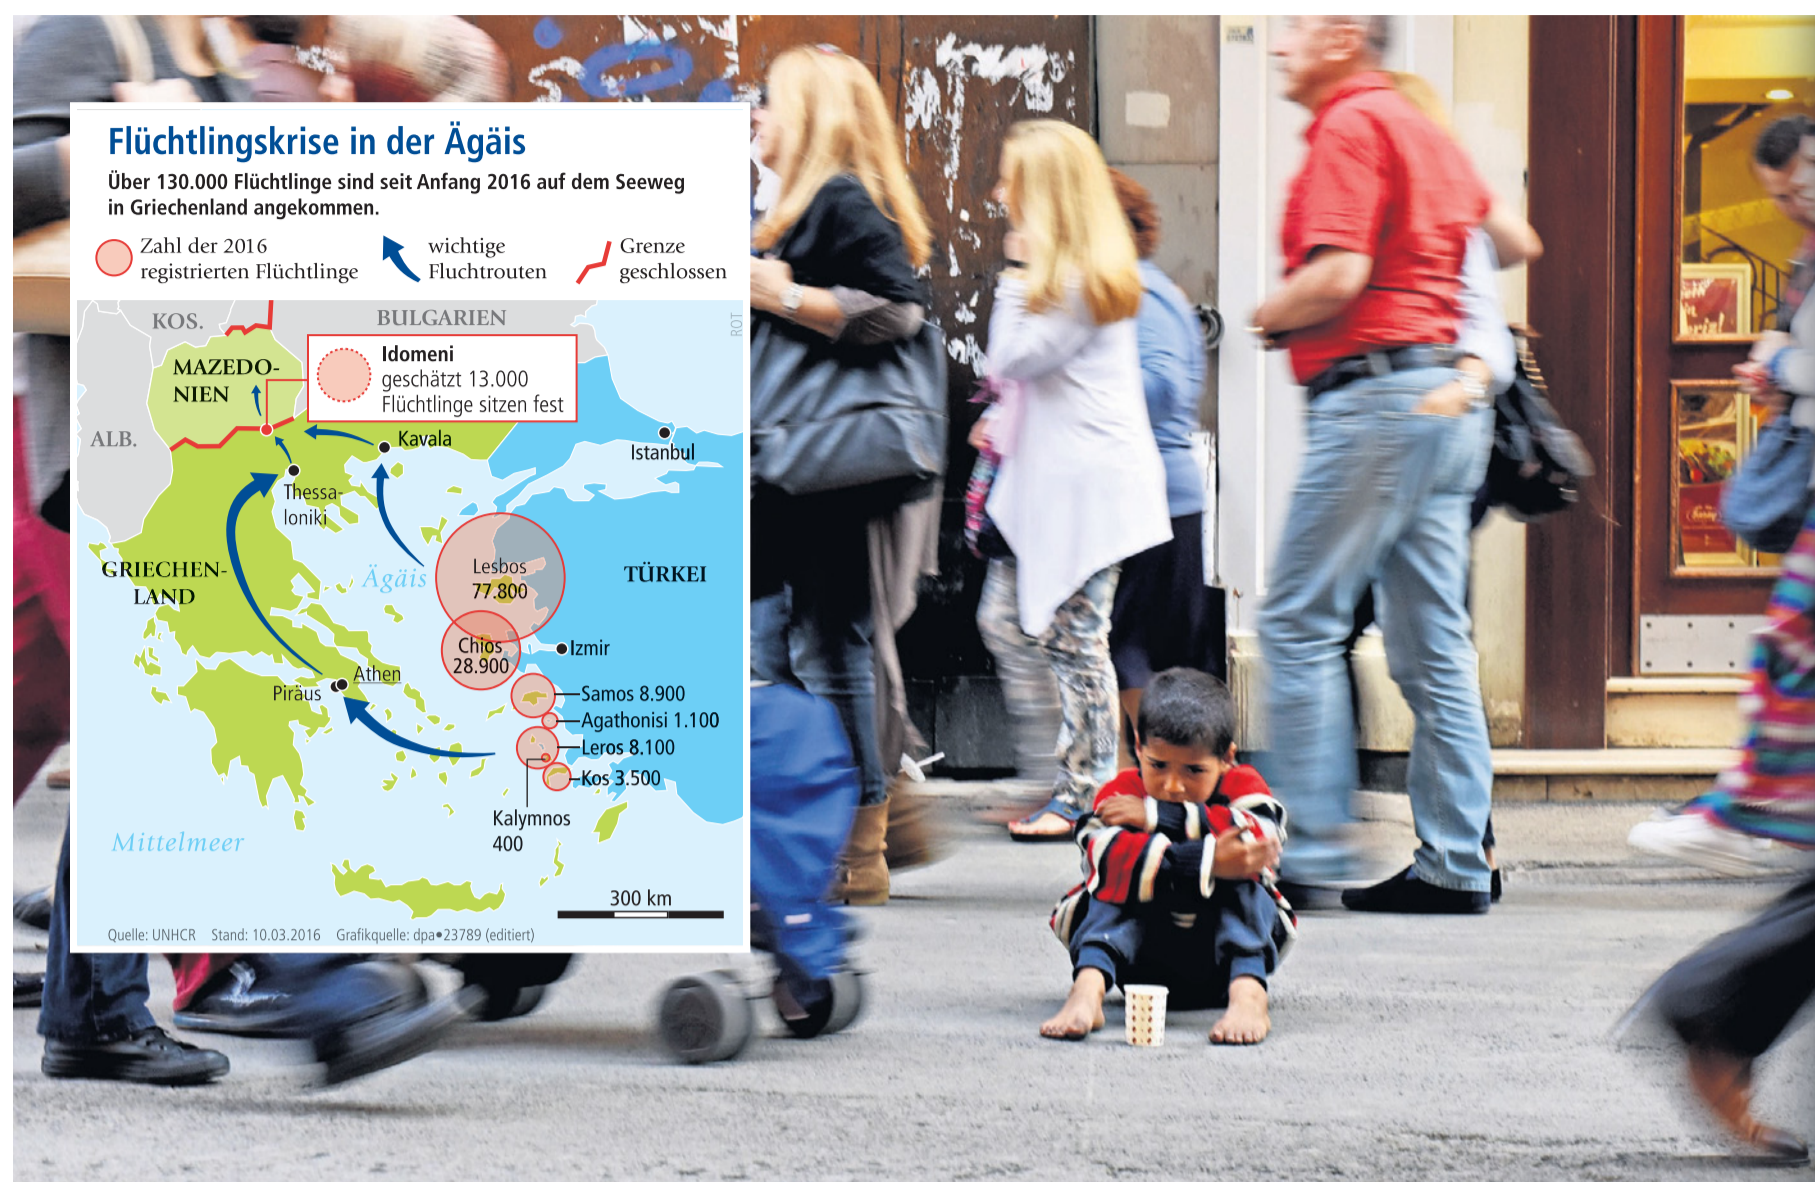 Flüchtlingskrise in der Ägäis
Über 130.000 Flüchtlinge sind seit Anfang 2016 auf dem Seeweg
in Griechenland angekommen.
Zahl der 2016
registrierten Flüchtlinge
wichtige
Fluchtrouten
Grenze
geschlossen
KOS.
BULGARIEN
ROT
MAZEDO-
NIEN
Idomeni
geschätzt 13.000
Flüchtlinge sitzen fest
ALB.
Kavala
Istanbul
Thessa-
loniki
GRIECHEN-
LAND
Ägäis
Lesbos
77.800
TÜRKEI
Chios
28.900
Izmir
Athen
Piräus
Samos 8.900
Agathonisi 1.100
Leros 8.100
Kos 3.500
Kalymnos
400
Mittelmeer
300 km
Quelle: UNHCR Stand: 10.03.2016 Grafikquelle: dpa•23789 (editiert)